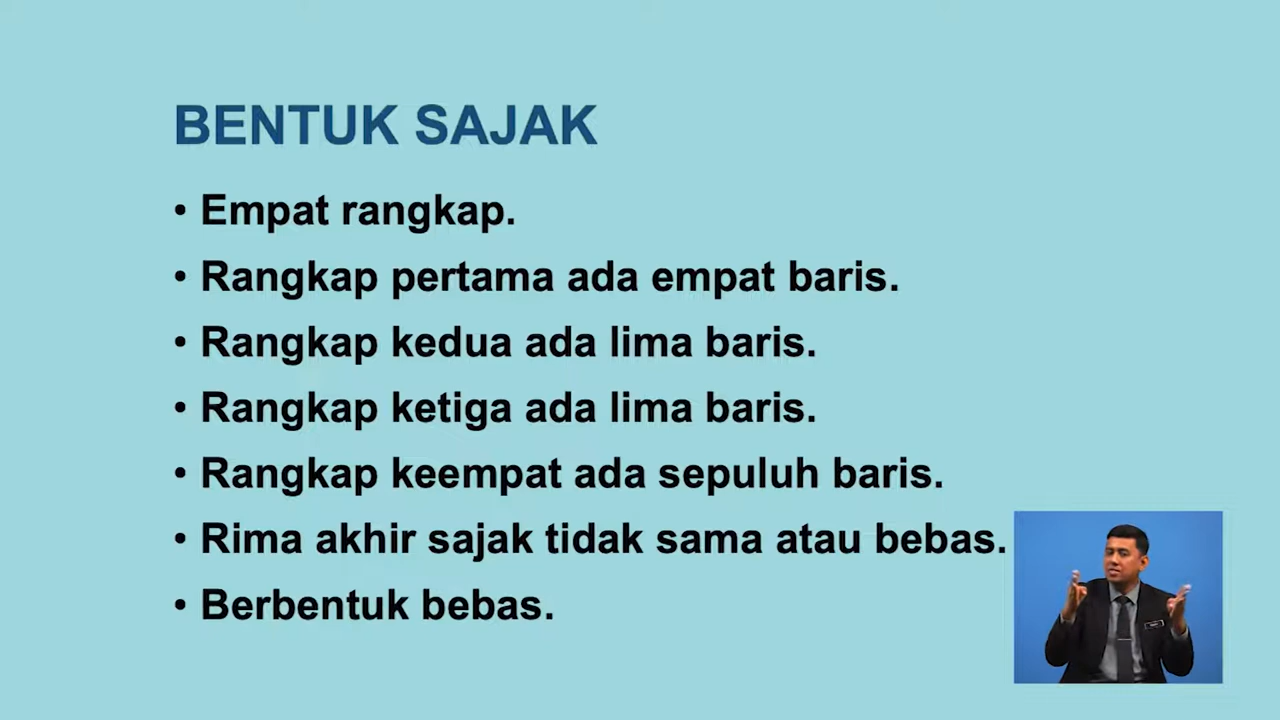 BENTUK SAJAK
• Empat rangkap.
• Rangkap pertama ada empat baris.
• Rangkap kedua ada lima baris.
• Rangkap ketiga ada lima baris.
• Rangkap keempat ada sepuluh baris.
• Rima akhir sajak tidak sama atau bebas.
• Berbentuk bebas.